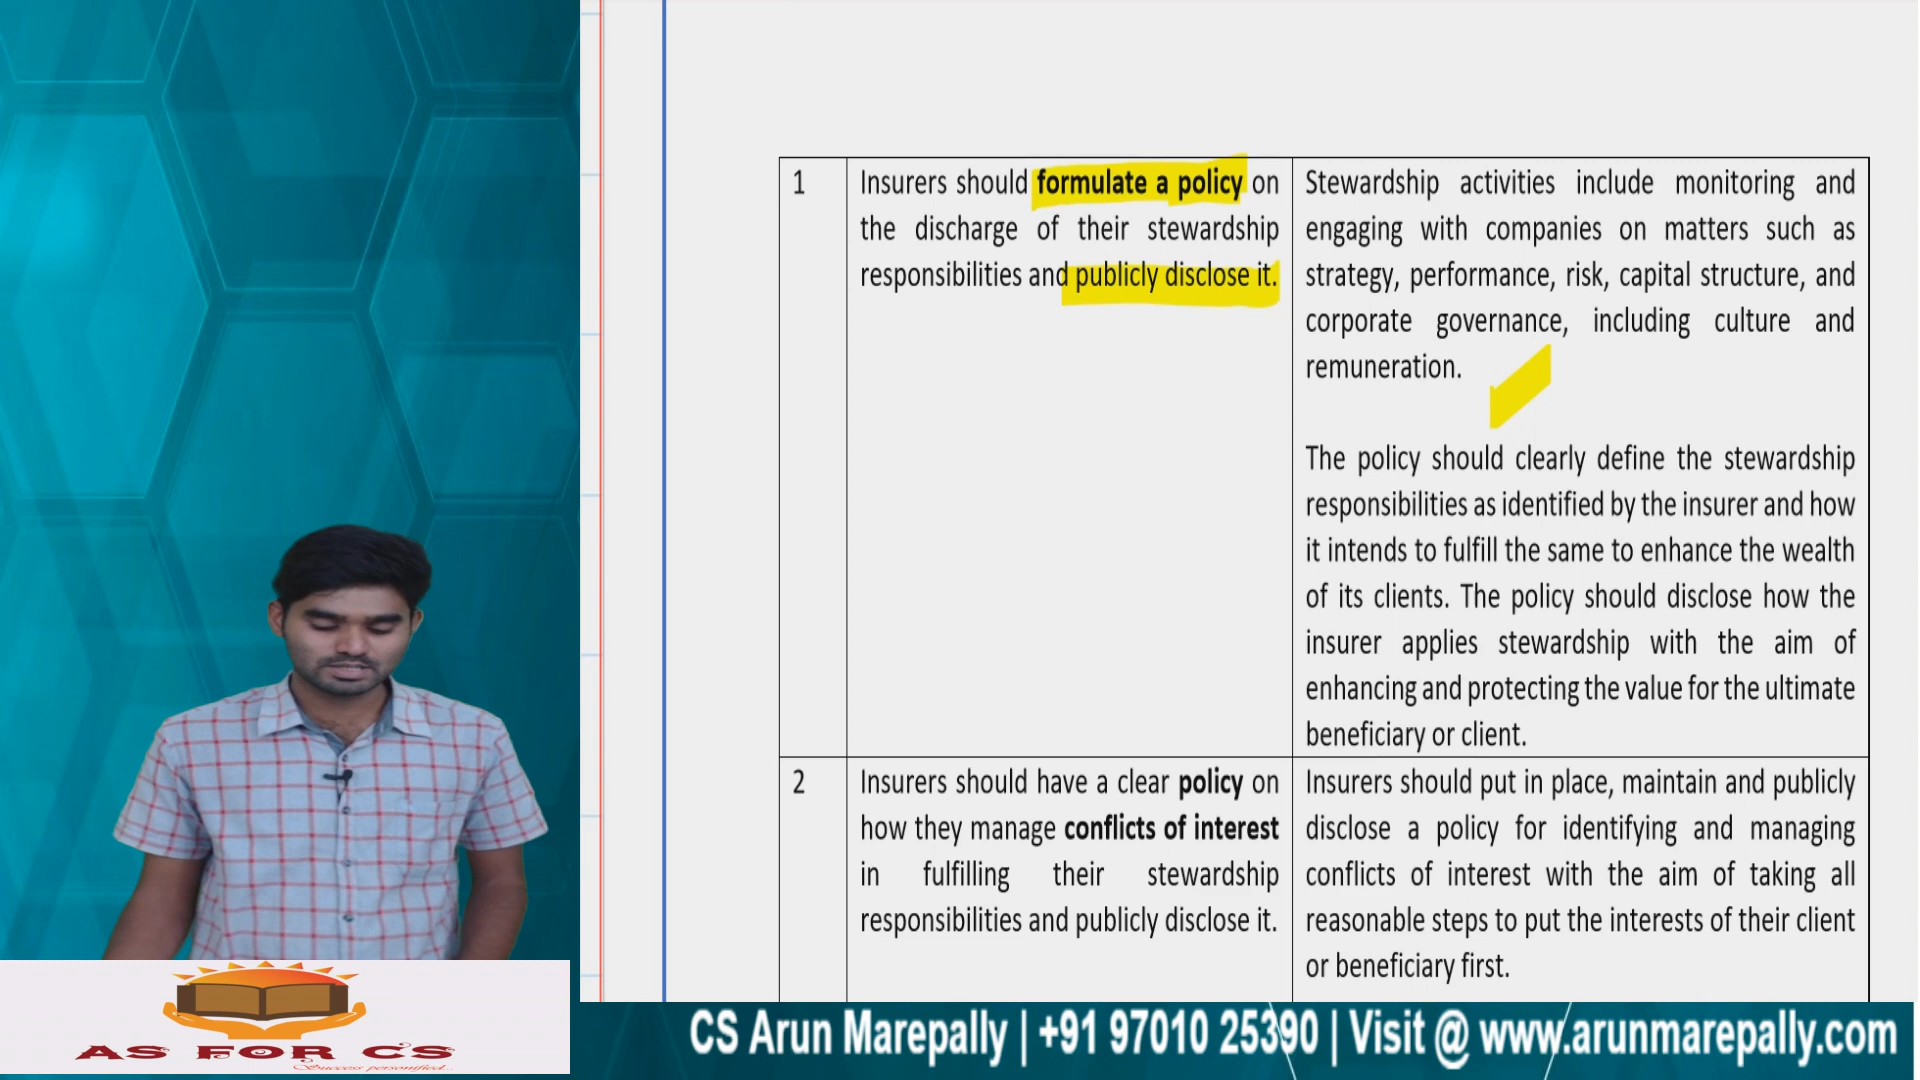 1
Insurers should formulate a policy on
the discharge of their stewardship
responsibilities and publicly disclose it.
Stewardship activities include monitoring and
engaging with companies on matters such as
strategy, performance, risk, capital structure, and
corporate governance, including culture and
remuneration.
The policy should clearly define the stewardship
responsibilities as identified by the insurer and how
it intends to fulfill the same to enhance the wealth
of its clients. The policy should disclose how the
insurer applies stewardship with the aim of
enhancing and protecting the value for the ultimate
beneficiary or client.
2
Insurers should have a clear policy on
how they manage conflicts of interest
in fulfilling their stewardship
responsibilities and publicly disclose it.
Insurers should put in place, maintain and publicly
disclose a policy for identifying and managing
conflicts of interest with the aim of taking all
reasonable steps to put the interests of their client
or beneficiary first.
AS FOR CS
Success personified...
CS Arun Marepally | +91 97010 25390 | Visit @ www.arunmarepally.com